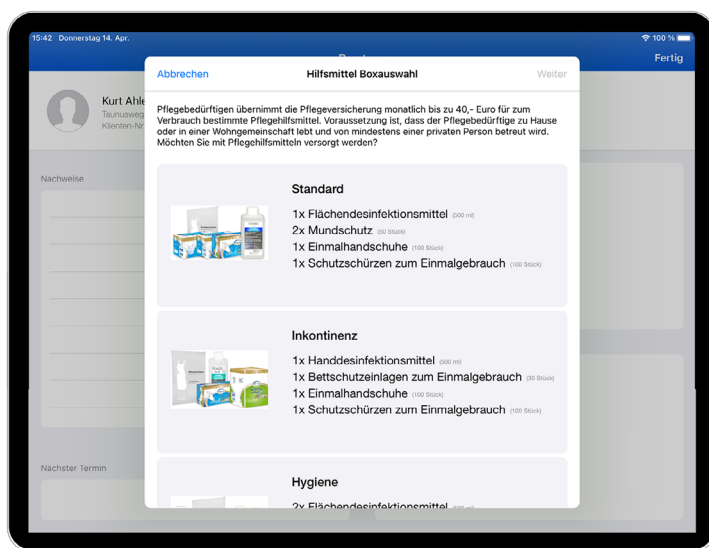 15:42 Donnerstag 14. Apr.
100 %
Fertig
Abbrechen
Hilfsmittel Boxauswahl
Weiter
Kurt Ahle
Taunusweg
Klienten-Nr.
Pflegebedürftigen übernimmt die Pflegeversicherung monatlich bis zu 40,- Euro für zum
Verbrauch bestimmte Pflegehilfsmittel. Voraussetzung ist, dass der Pflegebedürftige zu Hause
oder in einer Wohngemeinschaft lebt und von mindestens einer privaten Person betreut wird.
Möchten Sie mit Pflegehilfsmitteln versorgt werden?
Nachweise
Standard
1x Flächendesinfektionsmittel (500 ml)
2x Mundschutz (50 Stück)
1x Einmalhandschuhe (100 Stück)
1x Schutzschürzen zum Einmalgebrauch (100 Stück)
Inkontinenz
1x Handdesinfektionsmittel (500 ml)
1x Bettschutzeinlagen zum Einmalgebrauch (30 Stück)
1x Einmalhandschuhe (100 Stück)
1x Schutzschürzen zum Einmalgebrauch (100 Stück)
Nächster Termin
Hygiene
2x Flächendesinfektionsmittel